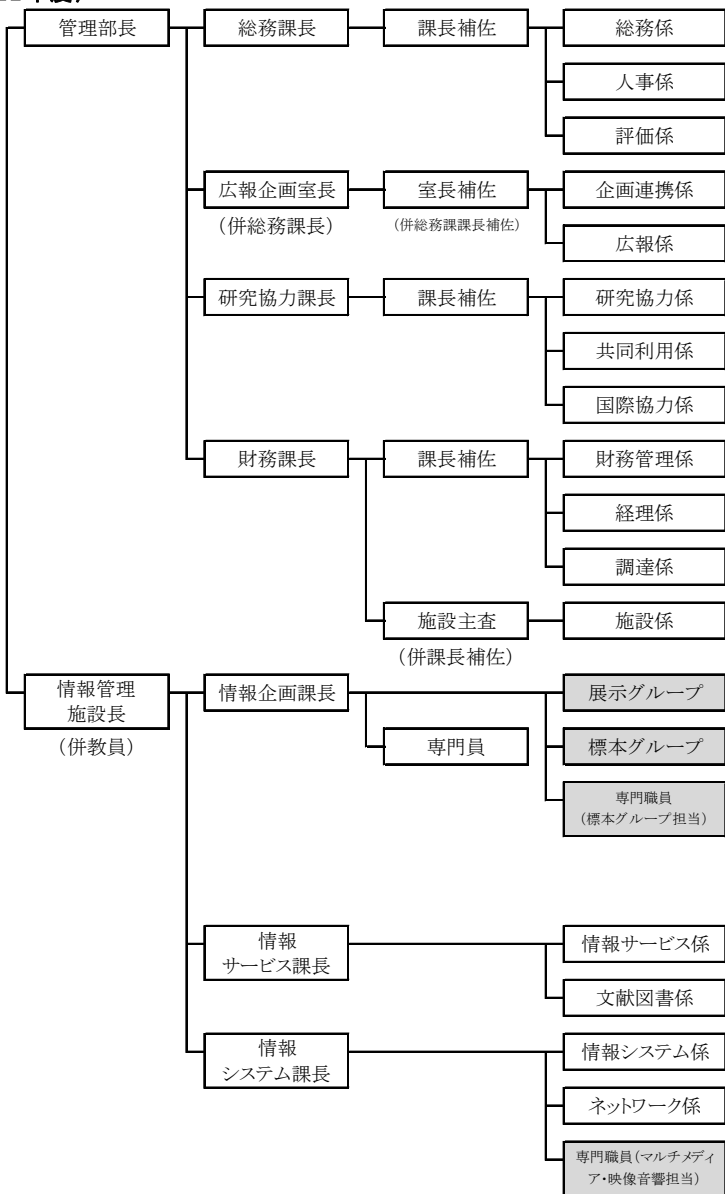 管理部長
総務課長
課長補佐
総務係
人事係
評価係
広報企画室長
(併総務課長)
室長補佐
(併総務課課長補佐)
企画連携係
広報係
研究協力課長
課長補佐
研究協力係
共同利用係
国際協力係
財務課長
課長補佐
財務管理係
経理係
調達係
施設主査
(併課長補佐)
施設係
情報管理
施設長
(併教員)
情報企画課長
専門員
展示グループ
標本グループ
専門職員
(標本グループ担当)
情報
サービス課長
情報サービス係
文献図書係
情報
システム課長
情報システム係
ネットワーク係
専門職員(マルチメディ
ア・映像音響担当)